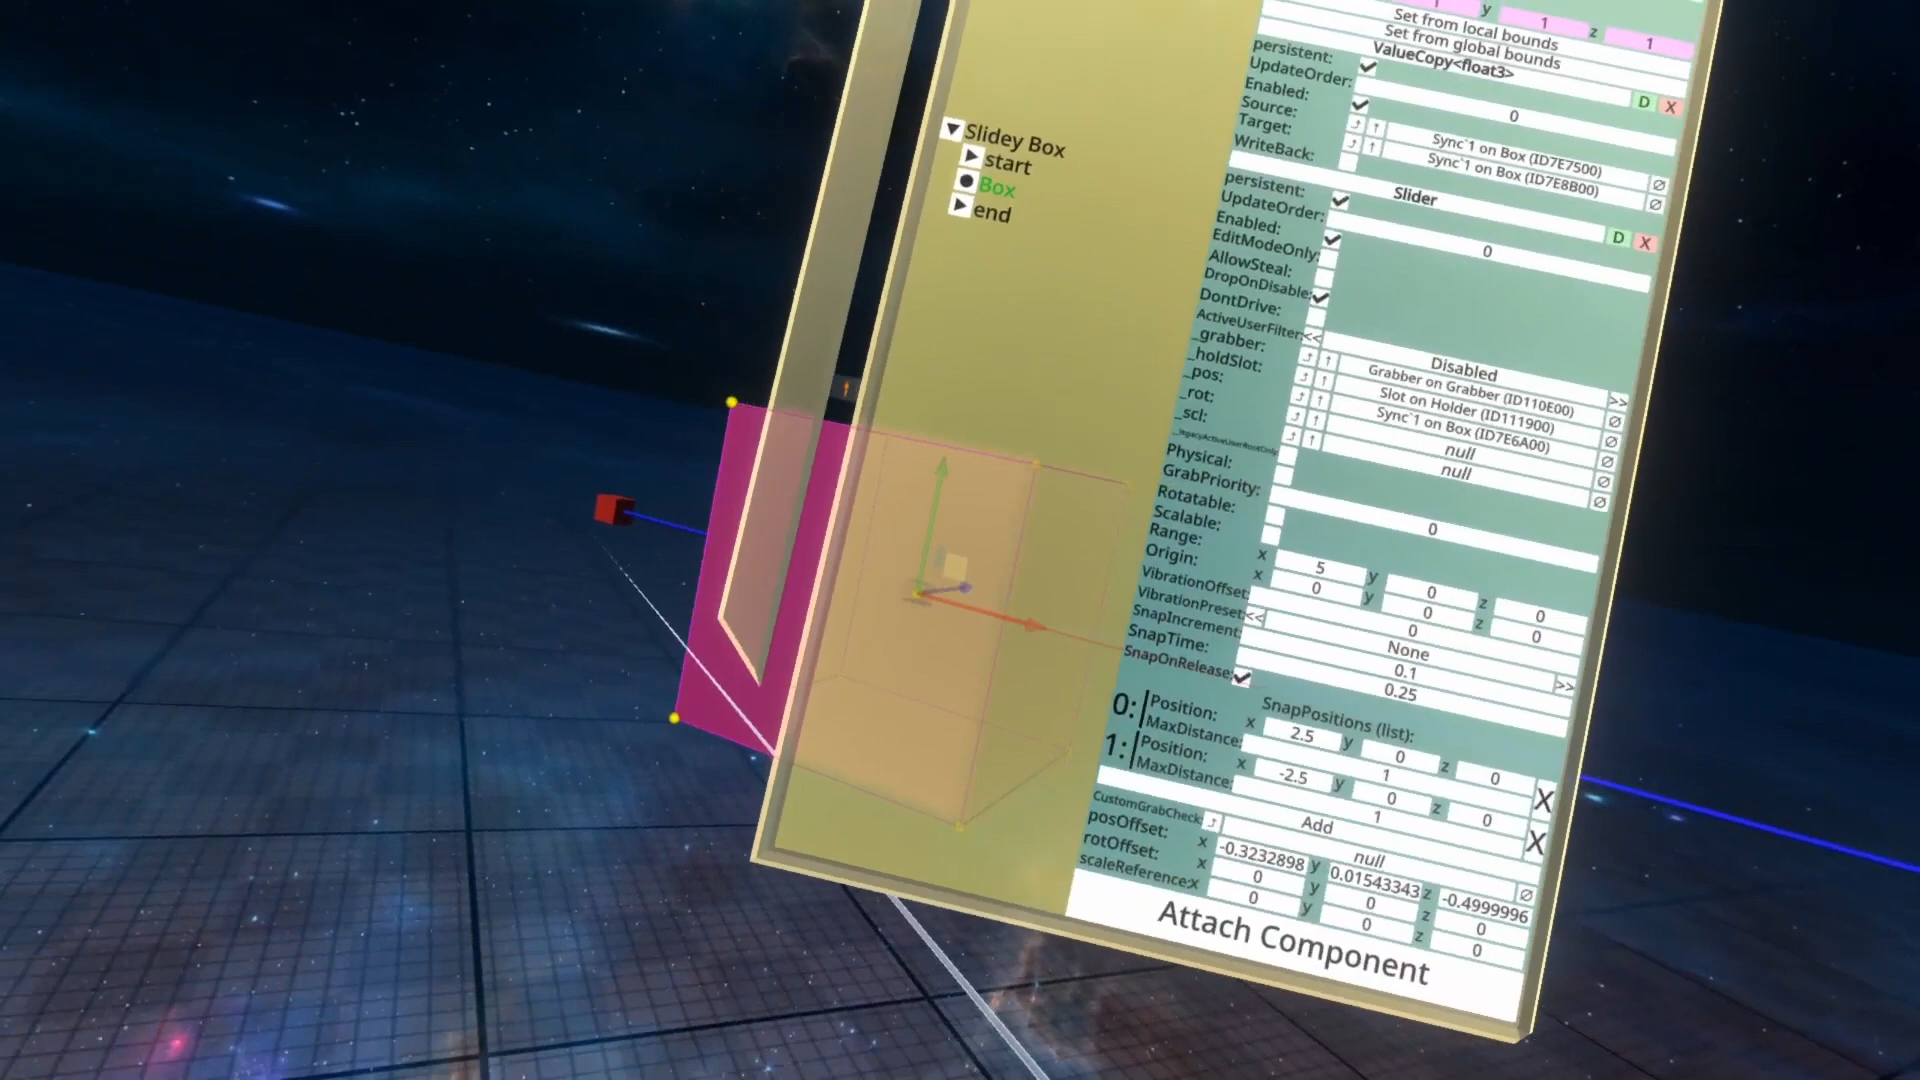 1 y 1 z 1
Set from local bounds
Set from global bounds
ValueCopy<float3>
D X
persistent:
UpdateOrder: 0
Enabled:
Source: Sync`1 on Box (ID7E7500)
Target: Sync`1 on Box (ID7E8B00)
WriteBack:
Slider
D X
persistent:
UpdateOrder: 0
Enabled:
EditModeOnly:
AllowSteal:
DropOnDisable:
DontDrive:
ActiveUserFilter: << Disabled >>
_grabber: Grabber on Grabber (ID110E00)
_holdSlot: Slot on Holder (ID111900)
_pos: Sync`1 on Box (ID7E6A00)
_rot: null
_scl: null
_legacyActiveUserRootOnly:
Physical:
GrabPriority: 0
Rotatable:
Scalable:
Range: x 5 y 0 z 0
Origin: x 0 y 0 z 0
VibrationOffset: 0
VibrationPreset: << None >>
SnapIncrement: 0.1
SnapTime: 0.25
SnapOnRelease:
SnapPositions (list):
0: Position: x 2.5 y 0 z 0
MaxDistance: 1 X
1: Position: x -2.5 y 0 z 0
MaxDistance: 1 X
Add
CustomGrabCheck: null
posOffset: x -0.3232898 y 0.01543343 z -0.4999996
rotOffset: x 0 y 0 z 0
scaleReference: x 0 y 0 z 0
Attach Component
Slidey Box
start
Box
end